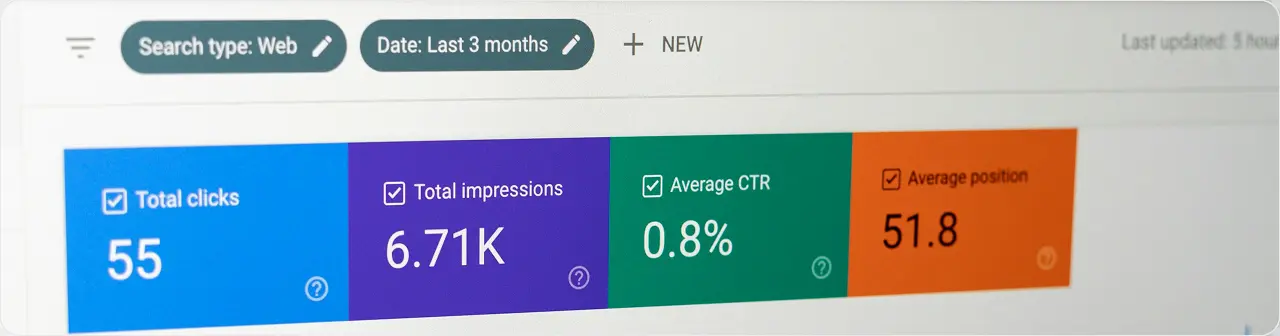 Search type: Web
Date: Last 3 months
+ NEW
Last updated: 5 hour
Total clicks
55
Total impressions
6.71K
Average CTR
0.8%
Average position
51.8